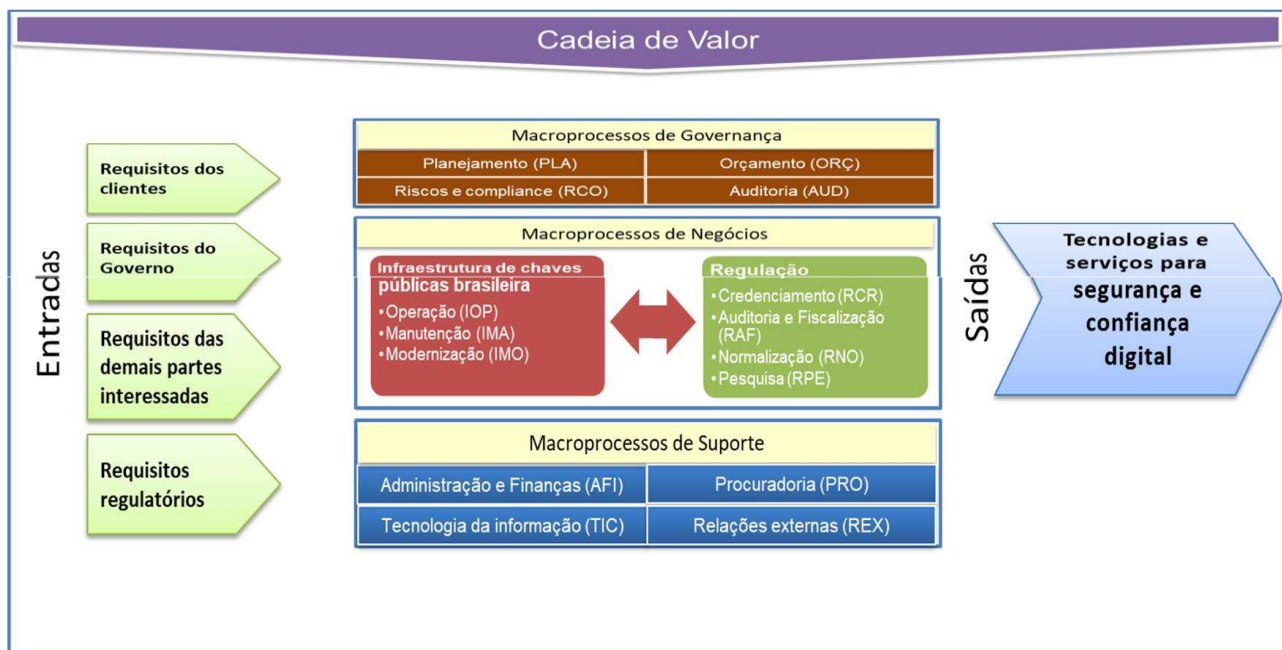 Cadeia de Valor
Entradas
Requisitos dos
clientes
Requisitos do
Governo
Requisitos das
demais partes
interessadas
Requisitos
regulatórios
Macroprocessos de Governança
Planejamento (PLA)
Orçamento (ORÇ)
Riscos e compliance (RCO)
Auditoria (AUD)
Macroprocessos de Negócios
Infraestrutura de chaves
públicas brasileira
•Operação (IOP)
•Manutenção (IMA)
•Modernização (IMO)
Regulação
•Credenciamento (RCR)
•Auditoria e Fiscalização
(RAF)
•Normalização (RNO)
•Pesquisa (RPE)
Macroprocessos de Suporte
Administração e Finanças (AFI)
Procuradoria (PRO)
Tecnologia da informação (TIC)
Relações externas (REX)
Saídas
Tecnologias e
serviços para
segurança e
confiança
digital